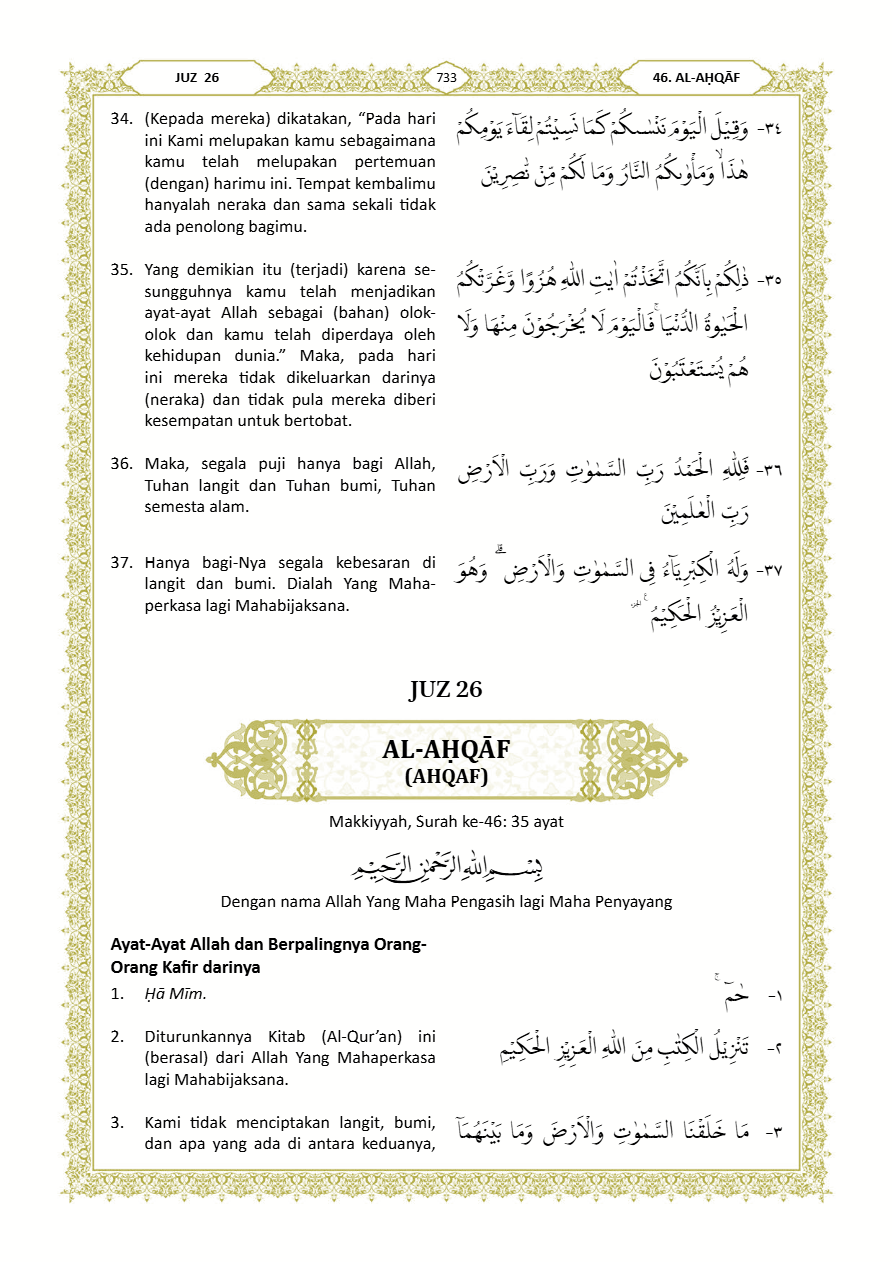 JUZ 26
733
46. AL-AḤQĀF
34. (Kepada mereka) dikatakan, “Pada hari
ini Kami melupakan kamu sebagaimana
kamu telah melupakan pertemuan
(dengan) harimu ini. Tempat kembalimu
hanyalah neraka dan sama sekali tidak
ada penolong bagimu.
٣٤- وَقِيْلَ الْيَوْمَ نَنْسٰىكُمْ كَمَا نَسِيْتُمْ لِقَاۤءَ يَوْمِكُمْ
هٰذَاۙ وَمَأْوٰىكُمُ النَّارُ وَمَا لَكُمْ مِّنْ نّٰصِرِيْنَ
35. Yang demikian itu (terjadi) karena se-
sungguhnya kamu telah menjadikan
ayat-ayat Allah sebagai (bahan) olok-
olok dan kamu telah diperdaya oleh
kehidupan dunia.” Maka, pada hari
ini mereka tidak dikeluarkan darinya
(neraka) dan tidak pula mereka diberi
kesempatan untuk bertobat.
٣٥- ذٰلِكُمْ بِاَنَّكُمُ اتَّخَذْتُمْ اٰيٰتِ اللّٰهِ هُزُوًا وَّغَرَّتْكُمُ
الْحَيٰوةُ الدُّنْيَا ۚفَالْيَوْمَ لَا يُخْرَجُوْنَ مِنْهَا وَلَا
هُمْ يُسْتَعْتَبُوْنَ
36. Maka, segala puji hanya bagi Allah,
Tuhan langit dan Tuhan bumi, Tuhan
semesta alam.
٣٦- فَلِلّٰهِ الْحَمْدُ رَبِّ السَّمٰوٰتِ وَرَبِّ الْاَرْضِ
رَبِّ الْعٰلَمِيْنَ
37. Hanya bagi-Nya segala kebesaran di
langit dan bumi. Dialah Yang Maha-
perkasa lagi Mahabijaksana.
٣٧- وَلَهُ الْكِبْرِيَاۤءُ فِى السَّمٰوٰتِ وَالْاَرْضِ ۗوَهُوَ
الْعَزِيْزُ الْحَكِيْمُ ࣖ
JUZ 26
AL-AḤQĀF
(AHQAF)
Makkiyyah, Surah ke-46: 35 ayat
بِسْمِ اللّٰهِ الرَّحْمٰنِ الرَّحِيْمِ
Dengan nama Allah Yang Maha Pengasih lagi Maha Penyayang
Ayat-Ayat Allah dan Berpalingnya Orang-
Orang Kafir darinya
1. Ḥā Mīm.
١- حٰمۤ ۚ
2. Diturunkannya Kitab (Al-Qur’an) ini
(berasal) dari Allah Yang Mahaperkasa
lagi Mahabijaksana.
٢- تَنْزِيْلُ الْكِتٰبِ مِنَ اللّٰهِ الْعَزِيْزِ الْحَكِيْمِ
3. Kami tidak menciptakan langit, bumi,
dan apa yang ada di antara keduanya,
٣- مَا خَلَقْنَا السَّمٰوٰتِ وَالْاَرْضَ وَمَا بَيْنَهُمَآ